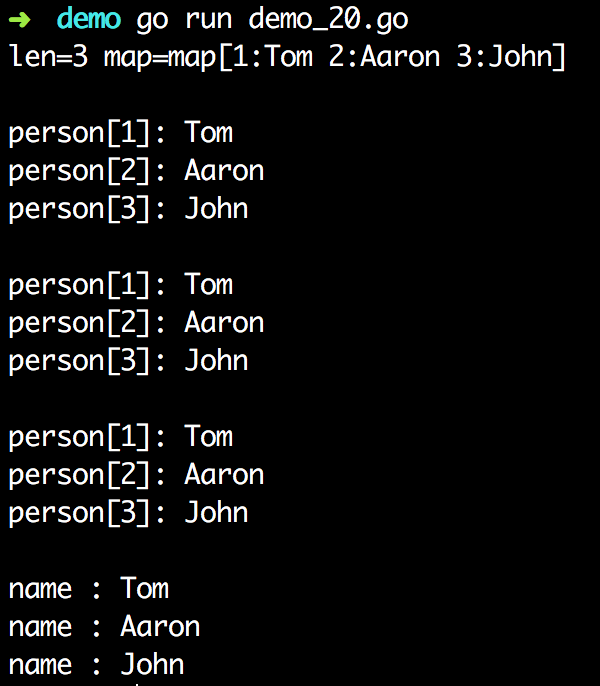 ➜ demo go run demo_20.go
len=3 map=map[1:Tom 2:Aaron 3:John]
person[1]: Tom
person[2]: Aaron
person[3]: John
person[1]: Tom
person[2]: Aaron
person[3]: John
person[1]: Tom
person[2]: Aaron
person[3]: John
name : Tom
name : Aaron
name : John